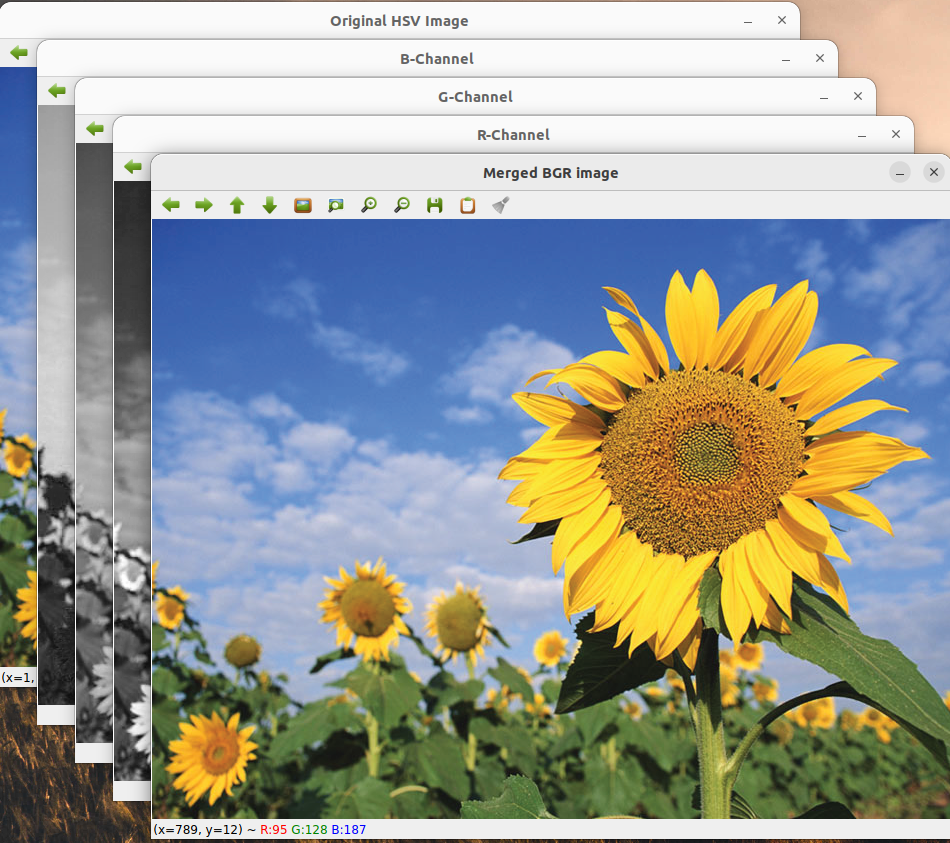 Original HSV Image
B-Channel
G-Channel
R-Channel
Merged BGR image
(x=1,
(x=789, y=12) ~ R:95 G:128 B:187